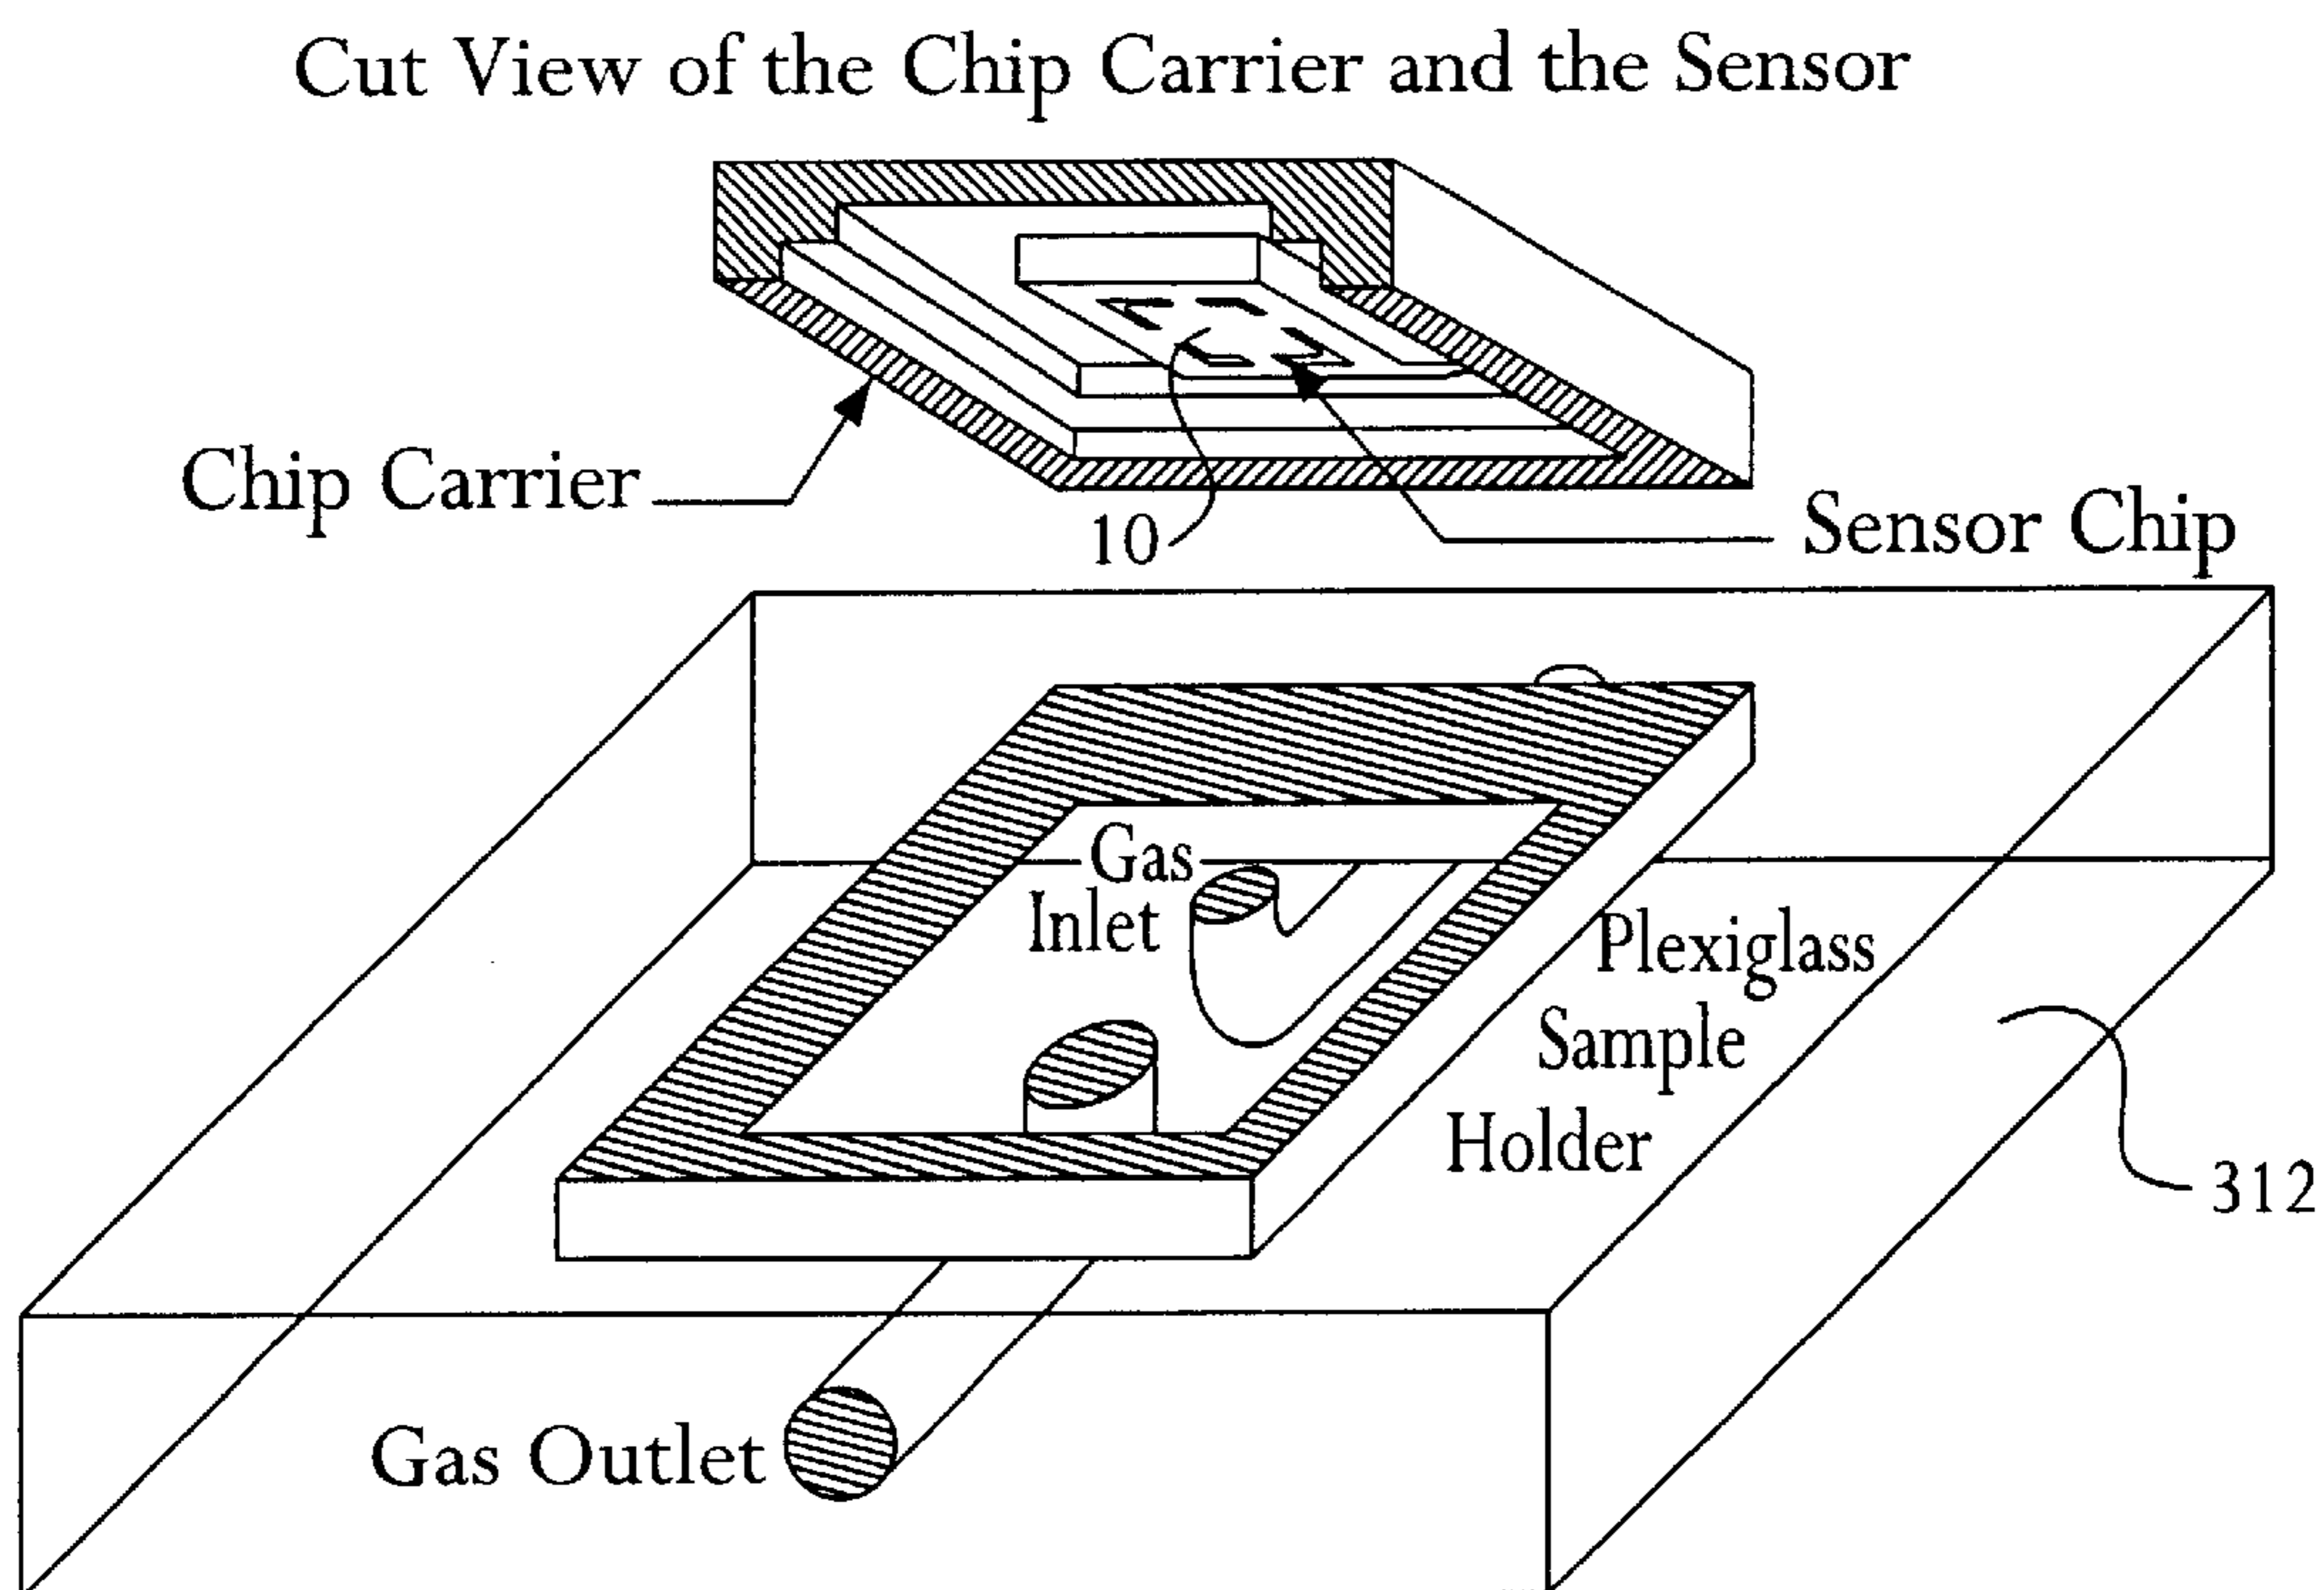 Cut View of the Chip Carrier and the Sensor
Chip Carrier
10
Sensor Chip
Gas
Inlet
Plexiglass
Sample
Holder
312
Gas Outlet